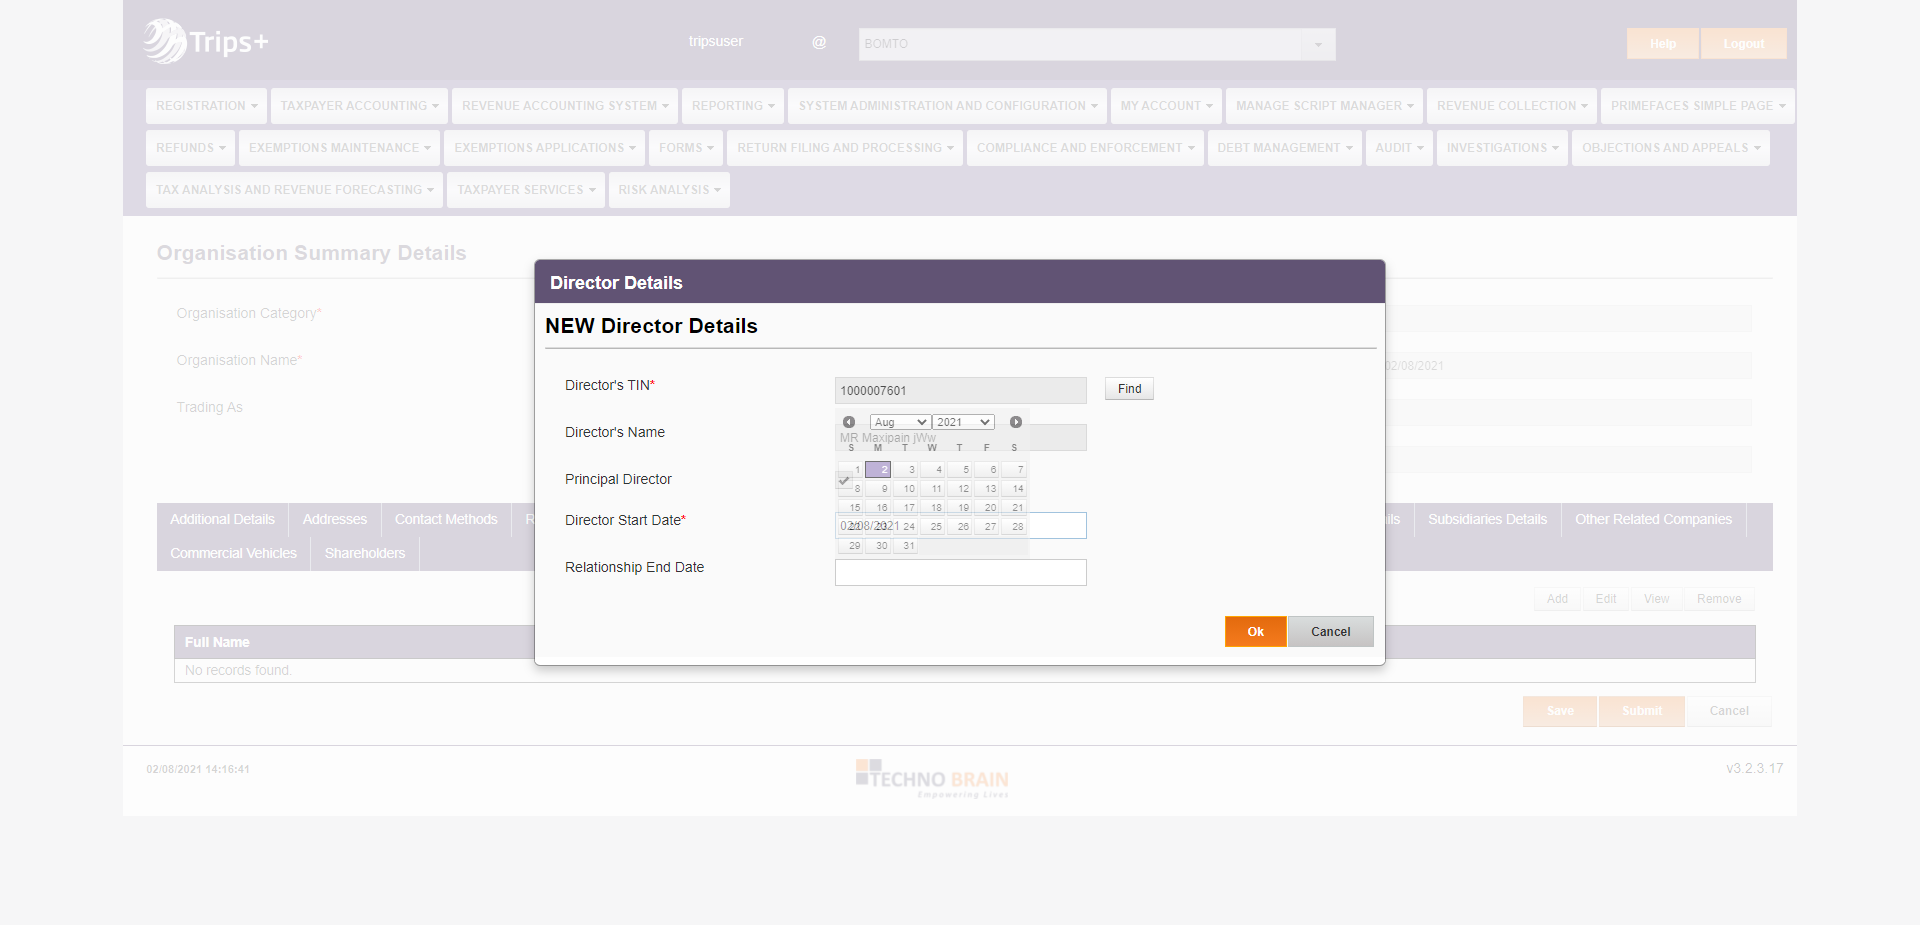 Trips+
tripsuser @ BOMTO Help Logout
REGISTRATION TAXPAYER ACCOUNTING REVENUE ACCOUNTING SYSTEM REPORTING SYSTEM ADMINISTRATION AND CONFIGURATION MY ACCOUNT MANAGE SCRIPT MANAGER REVENUE COLLECTION PRIMEFACES SIMPLE PAGE
REFUNDS EXEMPTIONS MAINTENANCE EXEMPTIONS APPLICATIONS FORMS RETURN FILING AND PROCESSING COMPLIANCE AND ENFORCEMENT DEBT MANAGEMENT AUDIT INVESTIGATIONS OBJECTIONS AND APPEALS
TAX ANALYSIS AND REVENUE FORECASTING TAXPAYER SERVICES RISK ANALYSIS
Organisation Summary Details
Organisation Category*
Organisation Name*
02/08/2021
Trading As
Director Details
NEW Director Details
Director's TIN* 1000007601 Find
Director's Name MR Maxipain jWw
Principal Director
Director Start Date* 02/08/2021
Relationship End Date
Aug 2021
S M T W T F S
1 2 3 4 5 6 7
8 9 10 11 12 13 14
15 16 17 18 19 20 21
22 23 24 25 26 27 28
29 30 31
Ok Cancel
Additional Details Addresses Contact Methods R ils Subsidiaries Details Other Related Companies
Commercial Vehicles Shareholders
Add Edit View Remove
Full Name
No records found.
Save Submit Cancel
02/08/2021 14:16:41
TECHNO BRAIN
Empowering Lives
v3.2.3.17